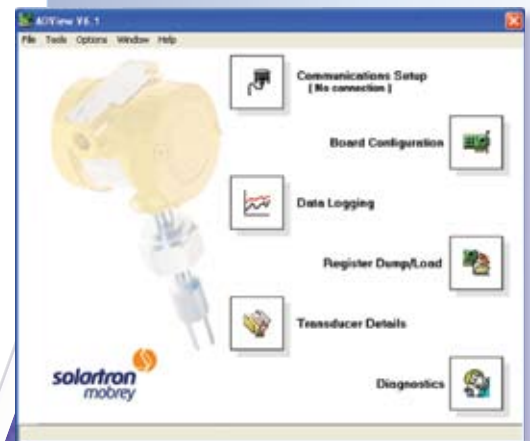 ADView V6.1
File Tools Options Window Help
Communications Setup
[ No connection ]
Board Configuration
Data Logging
Register Dump/Load
Transducer Details
Diagnostics
solartron
mobrey